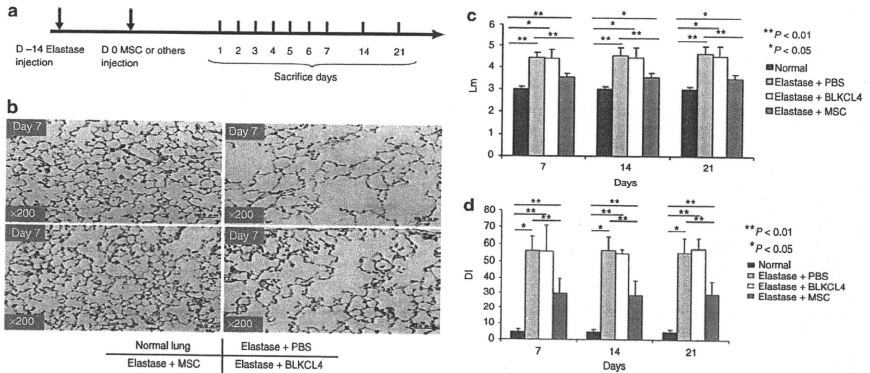 a
D –14 Elastase
injection
D 0 MSC or others
injection
1 2 3 4 5 6 7 14 21
Sacrifice days
b
Day 7
×200
Day 7
×200
Day 7
×200
Day 7
×200
Normal lung
Elastase + PBS
Elastase + MSC
Elastase + BLKCL4
c
**
*
**
**
**
*
**
**
*
*
**
**
**P < 0.01
*P < 0.05
Normal
Elastase + PBS
Elastase + BLKCL4
Elastase + MSC
Lm
6
5
4
3
2
1
0
7 14 21
Days
d
**
**
**
*
**
**
**
*
**
**
**
*
**P < 0.01
*P < 0.05
Normal
Elastase + PBS
Elastase + BLKCL4
Elastase + MSC
DI
80
70
60
50
40
30
20
10
0
7 14 21
Days